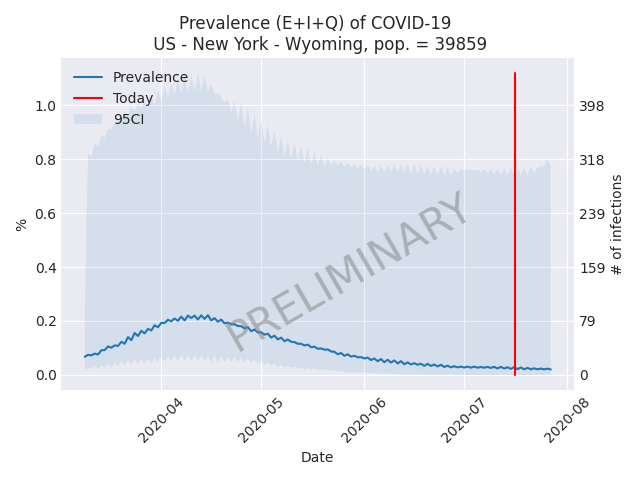 Prevalence (E+I+Q) of COVID-19
US - New York - Wyoming, pop. = 39859
Prevalence
Today
95CI
1.0
0.8
0.6
0.4
0.2
0.0
%
398
318
239
159
79
0
# of infections
PRELIMINARY
2020-04
2020-05
2020-06
2020-07
2020-08
Date